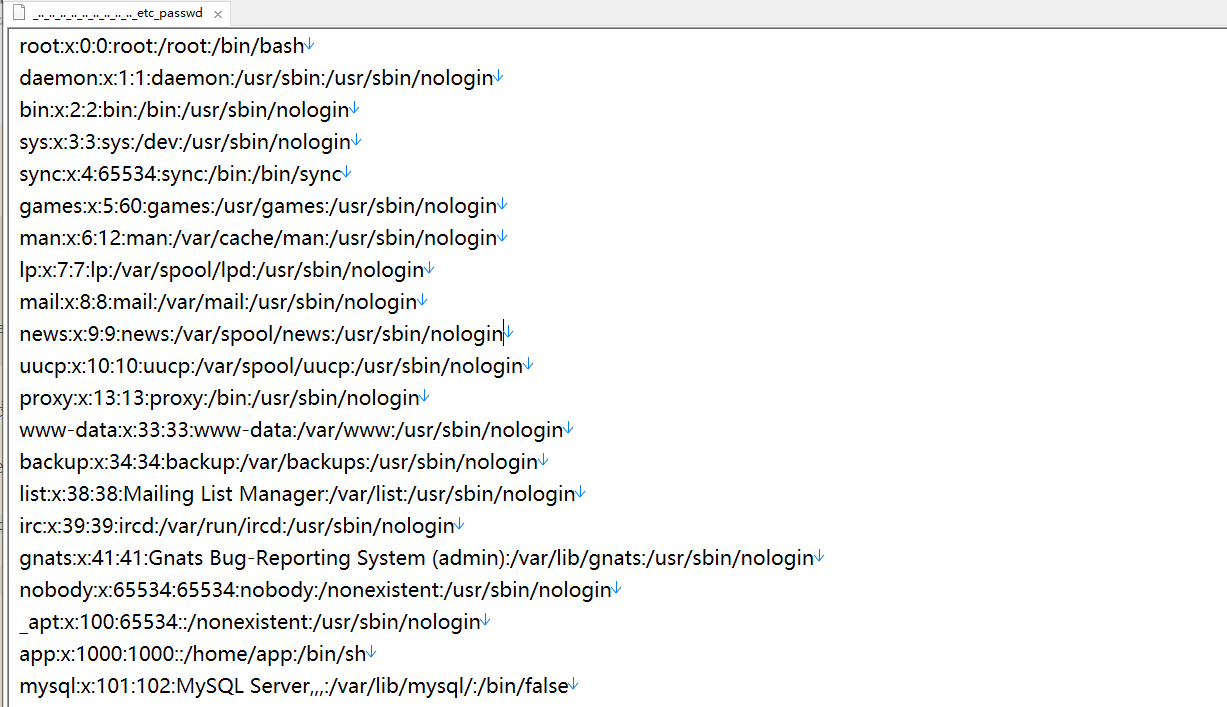 _.._.._.._.._.._.._.._.._.._etc_passwd
root:x:0:0:root:/root:/bin/bash↓
daemon:x:1:1:daemon:/usr/sbin:/usr/sbin/nologin↓
bin:x:2:2:bin:/bin:/usr/sbin/nologin↓
sys:x:3:3:sys:/dev:/usr/sbin/nologin↓
sync:x:4:65534:sync:/bin:/bin/sync↓
games:x:5:60:games:/usr/games:/usr/sbin/nologin↓
man:x:6:12:man:/var/cache/man:/usr/sbin/nologin↓
lp:x:7:7:lp:/var/spool/lpd:/usr/sbin/nologin↓
mail:x:8:8:mail:/var/mail:/usr/sbin/nologin↓
news:x:9:9:news:/var/spool/news:/usr/sbin/nologin↓
uucp:x:10:10:uucp:/var/spool/uucp:/usr/sbin/nologin↓
proxy:x:13:13:proxy:/bin:/usr/sbin/nologin↓
www-data:x:33:33:www-data:/var/www:/usr/sbin/nologin↓
backup:x:34:34:backup:/var/backups:/usr/sbin/nologin↓
list:x:38:38:Mailing List Manager:/var/list:/usr/sbin/nologin↓
irc:x:39:39:ircd:/var/run/ircd:/usr/sbin/nologin↓
gnats:x:41:41:Gnats Bug-Reporting System (admin):/var/lib/gnats:/usr/sbin/nologin↓
nobody:x:65534:65534:nobody:/nonexistent:/usr/sbin/nologin↓
_apt:x:100:65534::/nonexistent:/usr/sbin/nologin↓
app:x:1000:1000::/home/app:/bin/sh↓
mysql:x:101:102:MySQL Server,,,:/var/lib/mysql/:/bin/false↓